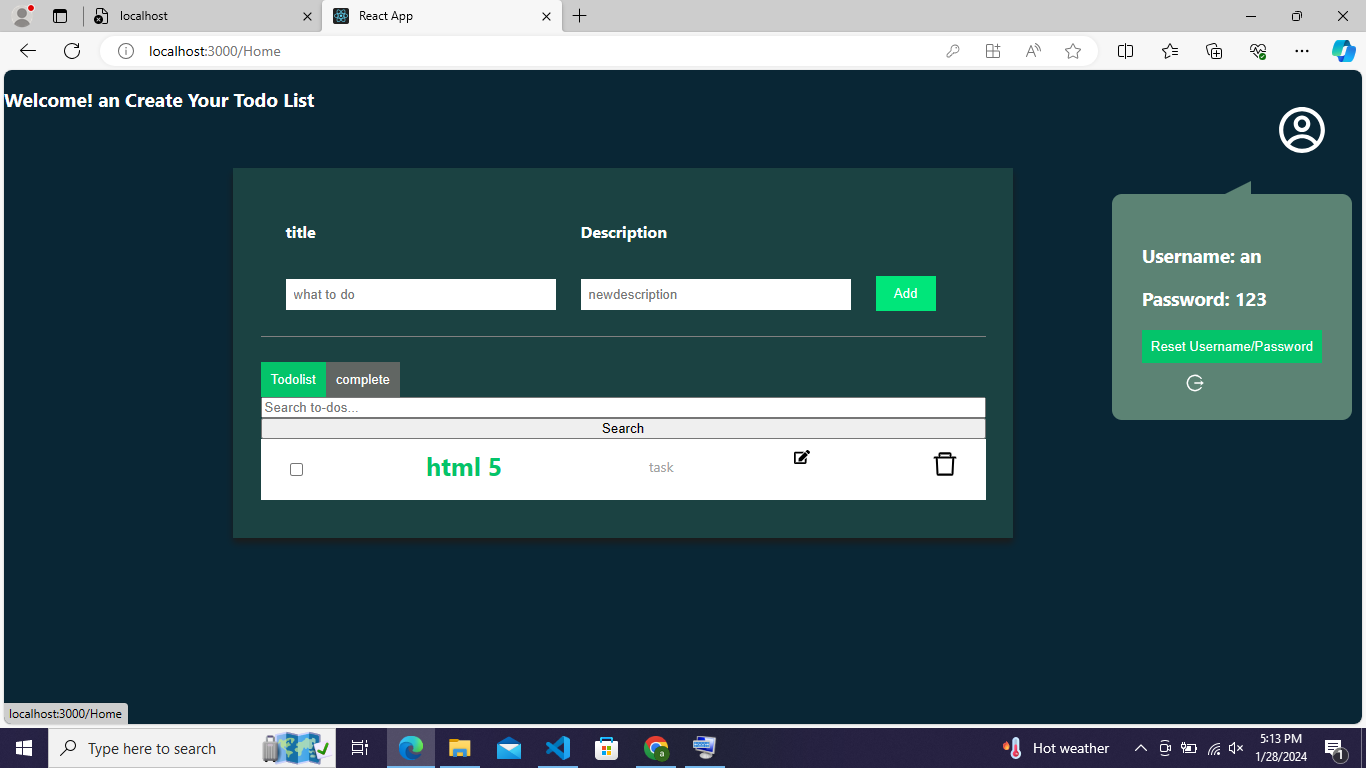 localhost
React App
localhost:3000/Home
Welcome! an Create Your Todo List
title
Description
what to do
newdescription
Add
Username: an
Password: 123
Reset Username/Password
Todolist
complete
Search to-dos...
Search
html 5
task
localhost:3000/Home
Type here to search
Hot weather
5:13 PM
1/28/2024
1